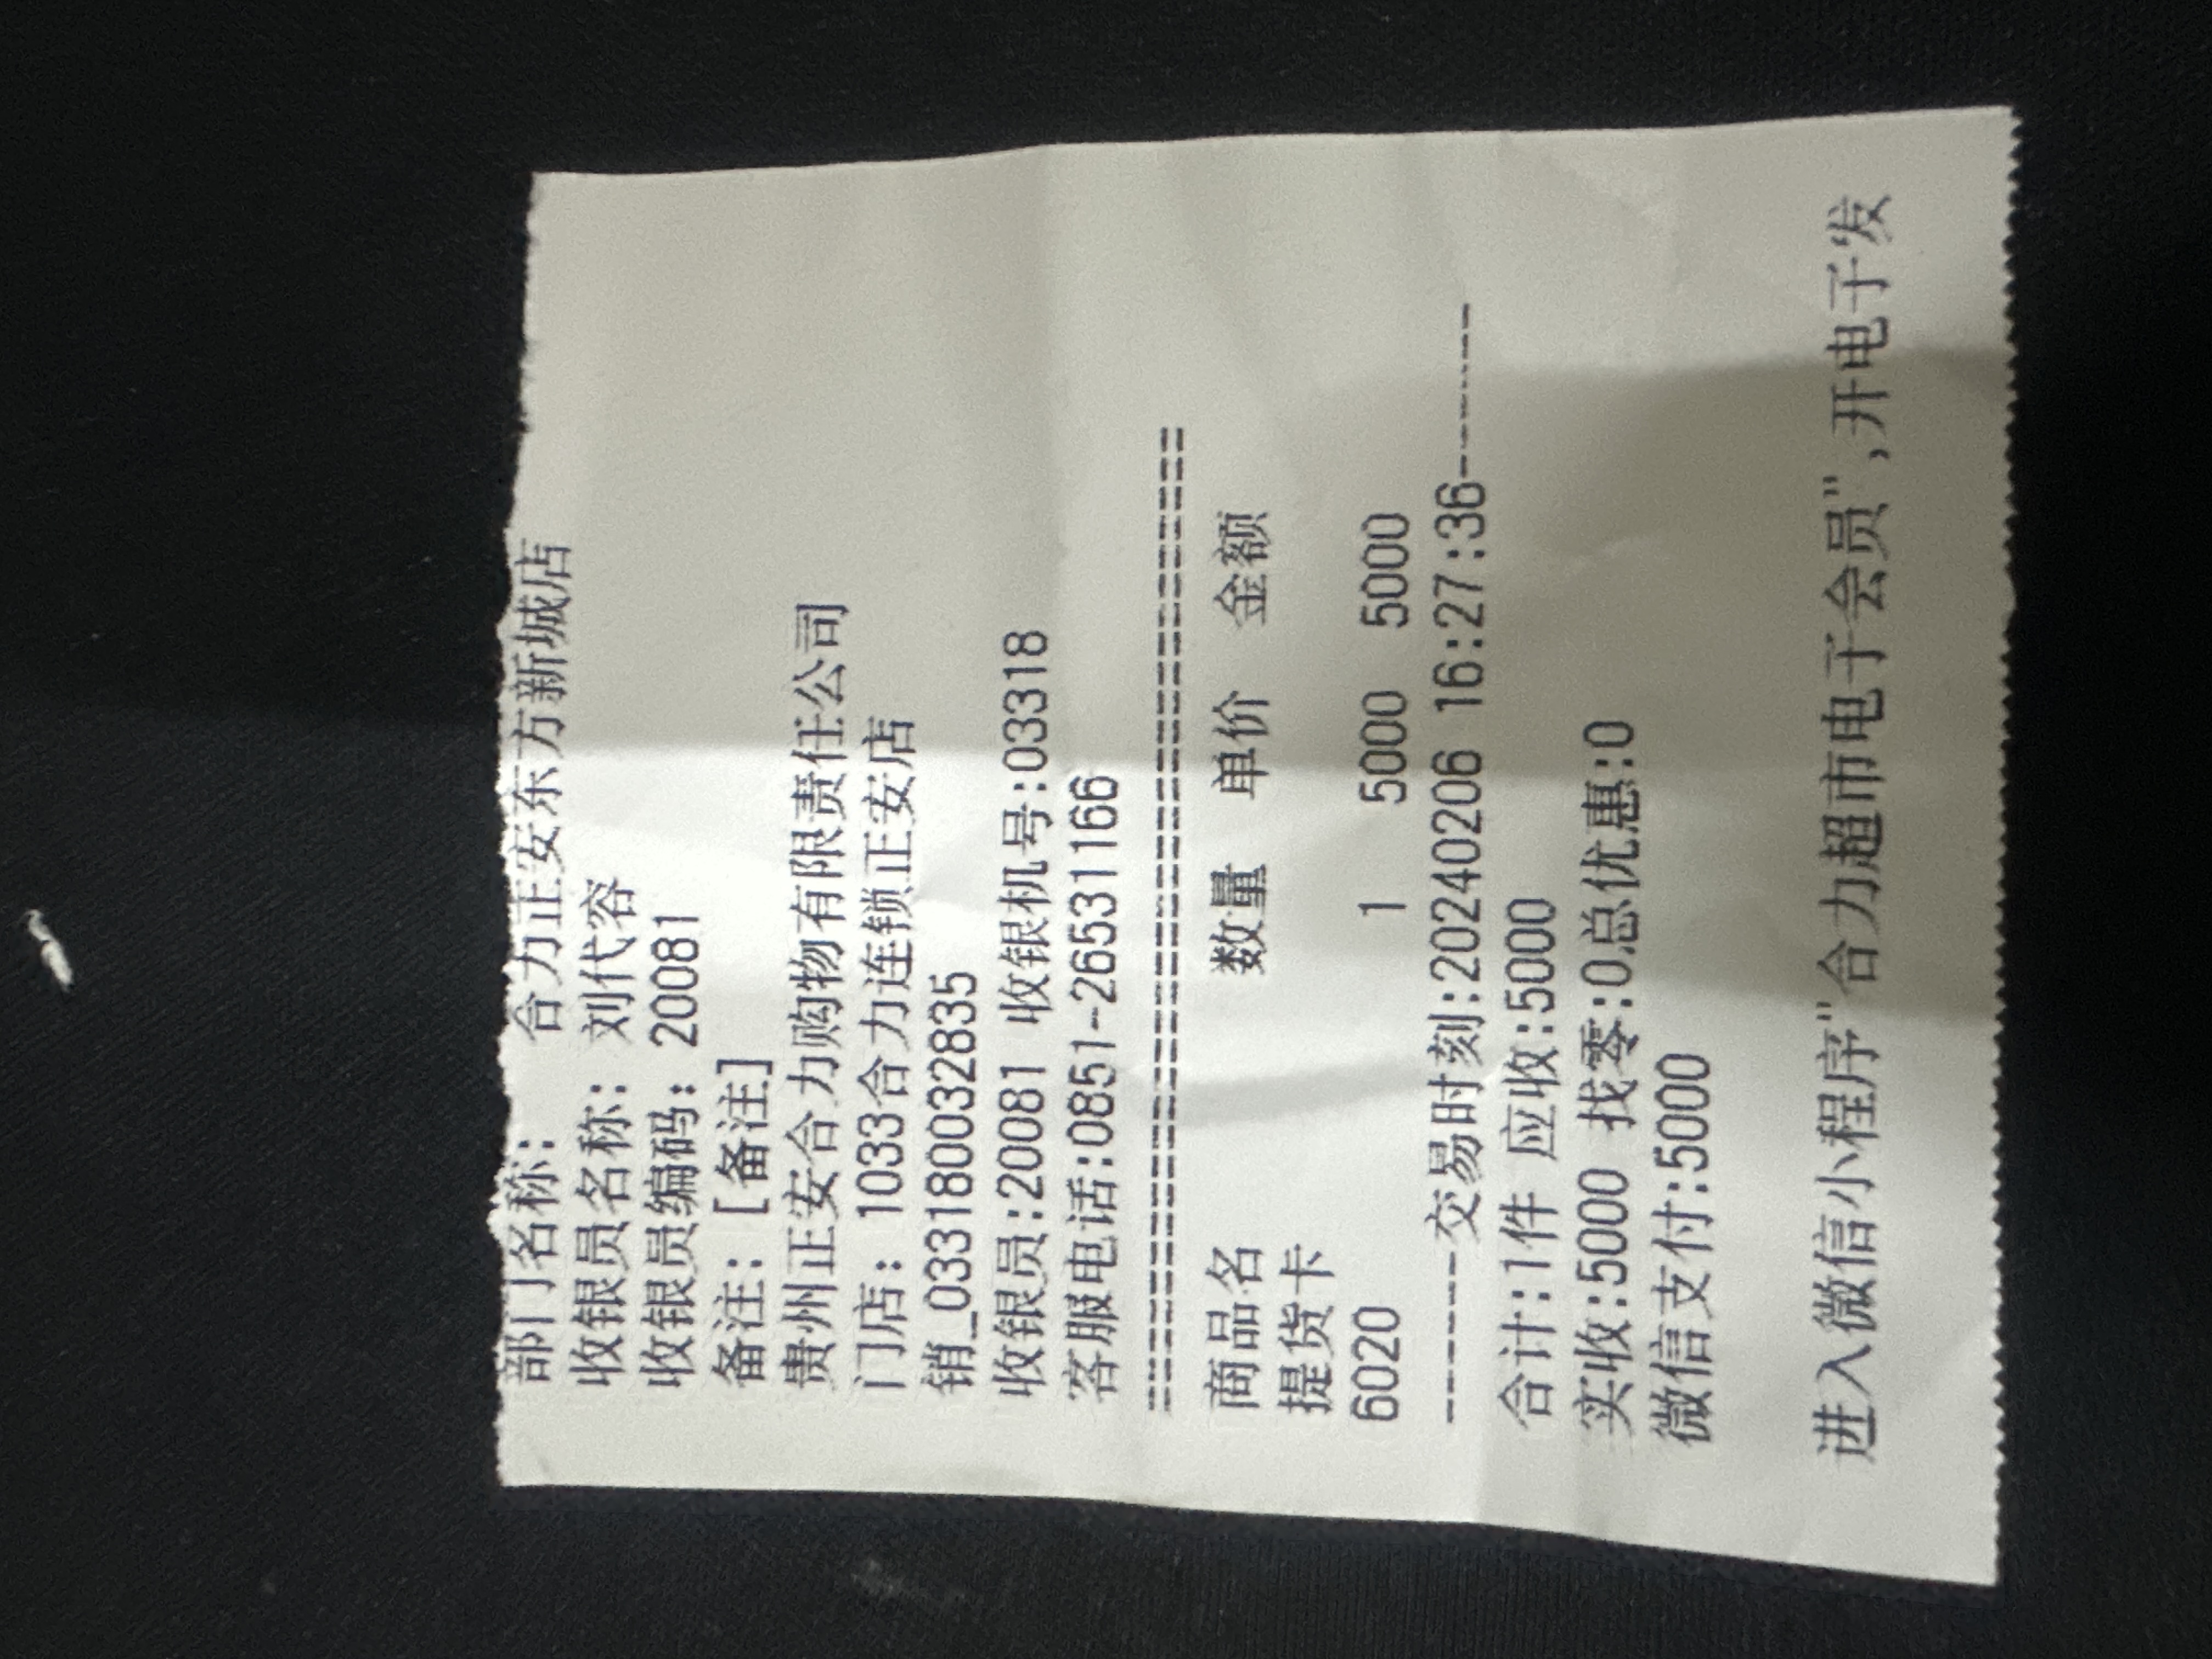 部门名称: 合力正安东方新城店
收银员名称: 刘代容
收银员编码: 20081
备注: [备注]
贵州正安合力购物有限责任公司
门店: 1033合力连锁正安店
销_0331800032835
收银员:20081 收银机号:03318
客服电话:0851-26531166
==========================================
商品名 数量 单价 金额
提货卡
6020 1 5000 5000
--------交易时刻:20240206 16:27:36---------
合计:1件 应收:5000
实收:5000 找零:0总优惠:0
微信支付:5000
进入微信小程序"合力超市电子会员",开电子发